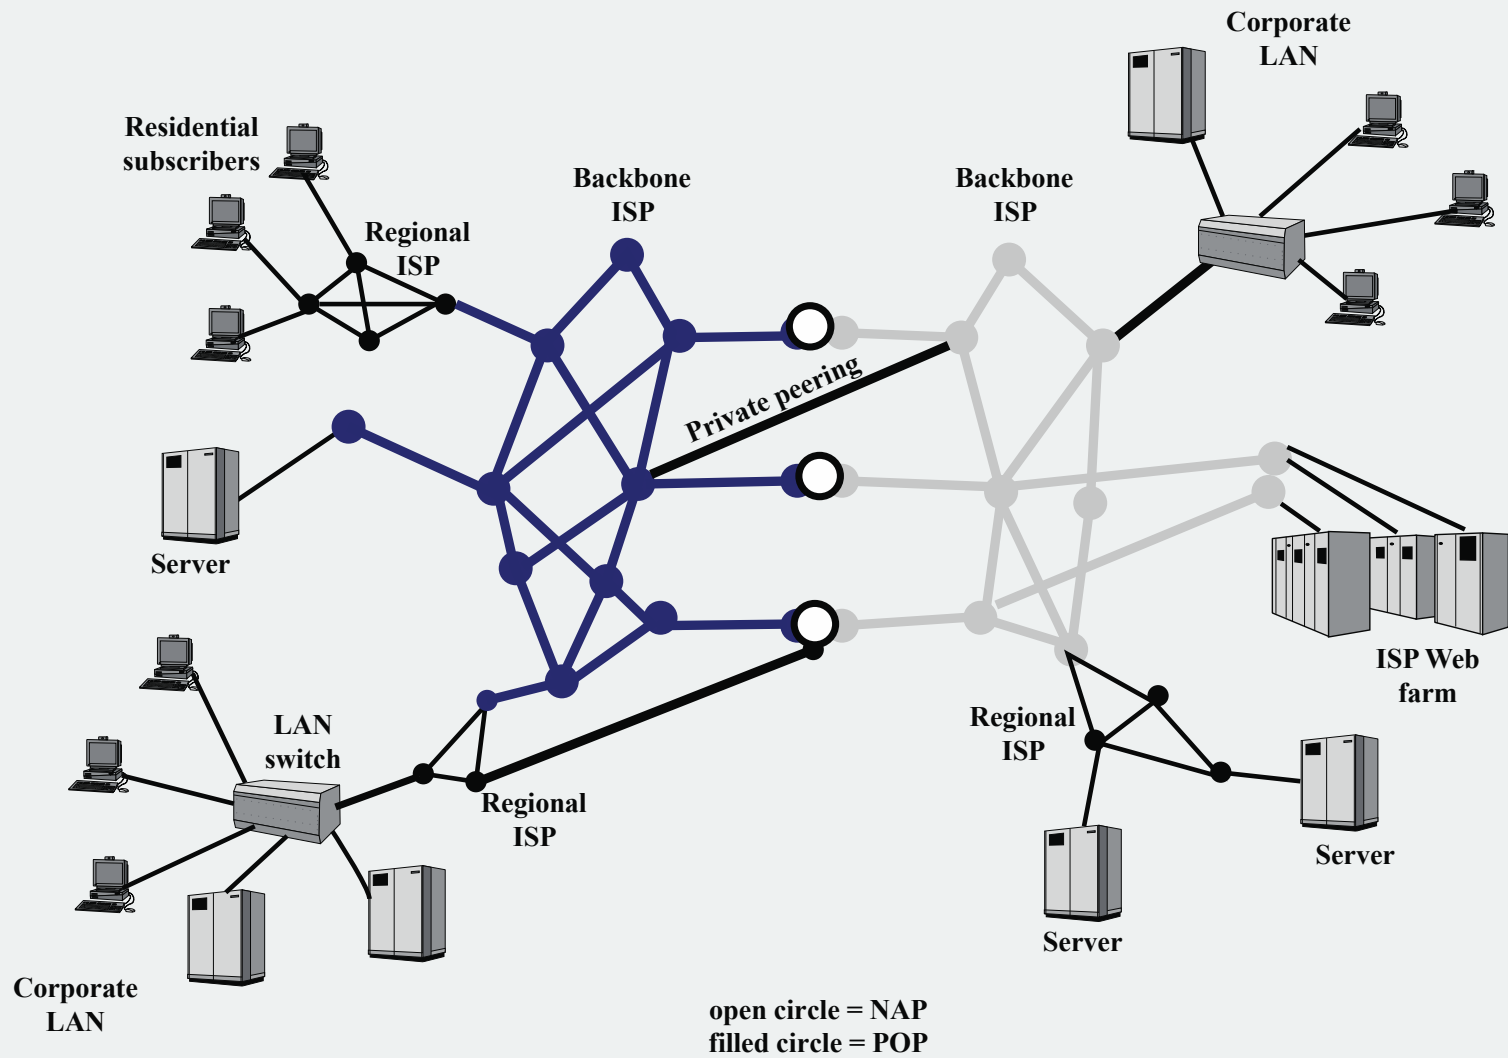 Corporate
LAN
Residential
subscribers
Backbone
ISP
Backbone
ISP
Regional
ISP
Private peering
Server
ISP Web
farm
LAN
switch
Regional
ISP
Regional
ISP
Server
Server
Corporate
LAN
open circle = NAP
filled circle = POP